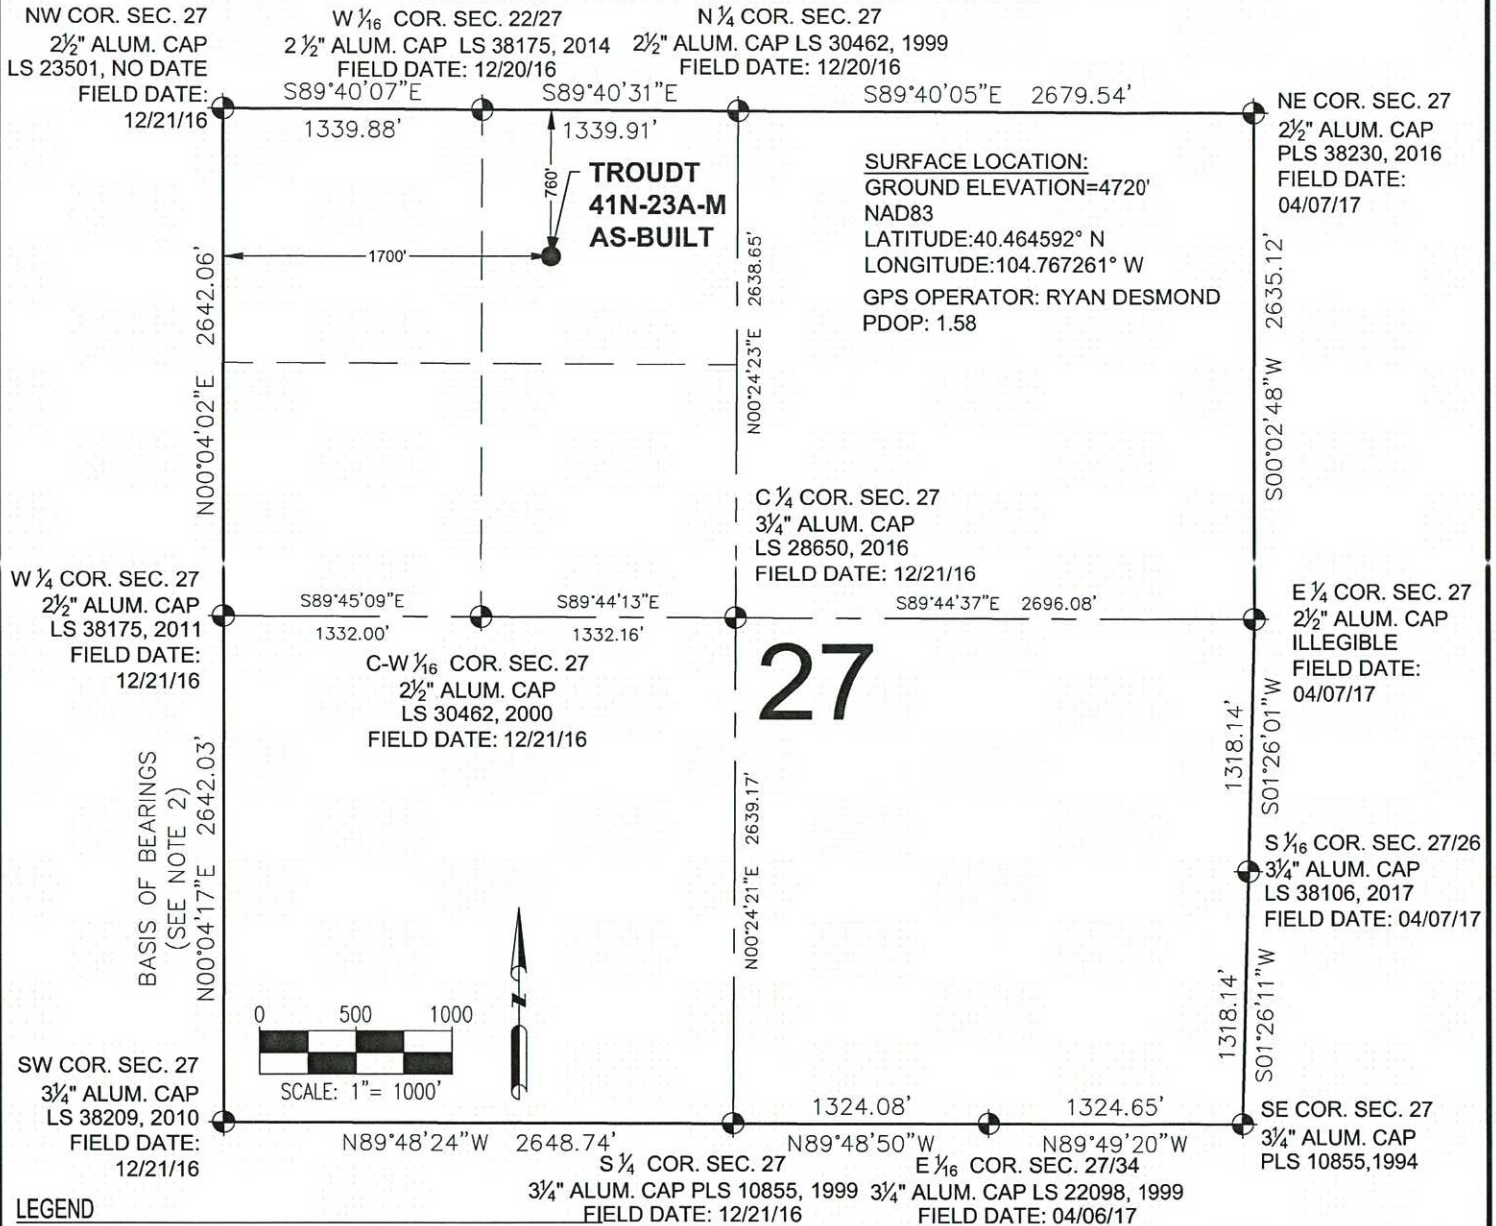 NW COR. SEC. 27
2½" ALUM. CAP
LS 23501, NO DATE
FIELD DATE:
12/21/16
W 1/16 COR. SEC. 22/27
2 ½" ALUM. CAP LS 38175, 2014
FIELD DATE: 12/20/16
N ¼ COR. SEC. 27
2½" ALUM. CAP LS 30462, 1999
FIELD DATE: 12/20/16
S89°40'07"E
1339.88'
S89°40'31"E
1339.91'
S89°40'05"E 2679.54'
NE COR. SEC. 27
2½" ALUM. CAP
PLS 38230, 2016
FIELD DATE:
04/07/17
760'
TROUDT
41N-23A-M
AS-BUILT
1700'
SURFACE LOCATION:
GROUND ELEVATION=4720'
NAD83
LATITUDE:40.464592° N
LONGITUDE:104.767261° W
GPS OPERATOR: RYAN DESMOND
PDOP: 1.58
N00°04'02"E 2642.06'
N00°24'23"E 2638.65'
S00°02'48"W 2635.12'
C ¼ COR. SEC. 27
3¼" ALUM. CAP
LS 28650, 2016
FIELD DATE: 12/21/16
W ¼ COR. SEC. 27
2½" ALUM. CAP
LS 38175, 2011
FIELD DATE:
12/21/16
S89°45'09"E
1332.00'
S89°44'13"E
1332.16'
S89°44'37"E 2696.08'
E ¼ COR. SEC. 27
2½" ALUM. CAP
ILLEGIBLE
FIELD DATE:
04/07/17
C-W 1/16 COR. SEC. 27
2½" ALUM. CAP
LS 30462, 2000
FIELD DATE: 12/21/16
27
BASIS OF BEARINGS
(SEE NOTE 2)
N00°04'17"E 2642.03'
N00°24'21"E 2639.17'
1318.14'
S01°26'01"W
S 1/16 COR. SEC. 27/26
3¼" ALUM. CAP
LS 38106, 2017
FIELD DATE: 04/07/17
1318.14'
S01°26'11"W
0 500 1000
SCALE: 1"= 1000'
N
SW COR. SEC. 27
3¼" ALUM. CAP
LS 38209, 2010
FIELD DATE:
12/21/16
N89°48'24"W 2648.74'
1324.08'
N89°48'50"W
1324.65'
N89°49'20"W
SE COR. SEC. 27
3¼" ALUM. CAP
PLS 10855,1994
S ¼ COR. SEC. 27
3¼" ALUM. CAP PLS 10855, 1999
FIELD DATE: 12/21/16
E 1/16 COR. SEC. 27/34
3¼" ALUM. CAP LS 22098, 1999
FIELD DATE: 04/06/17
LEGEND